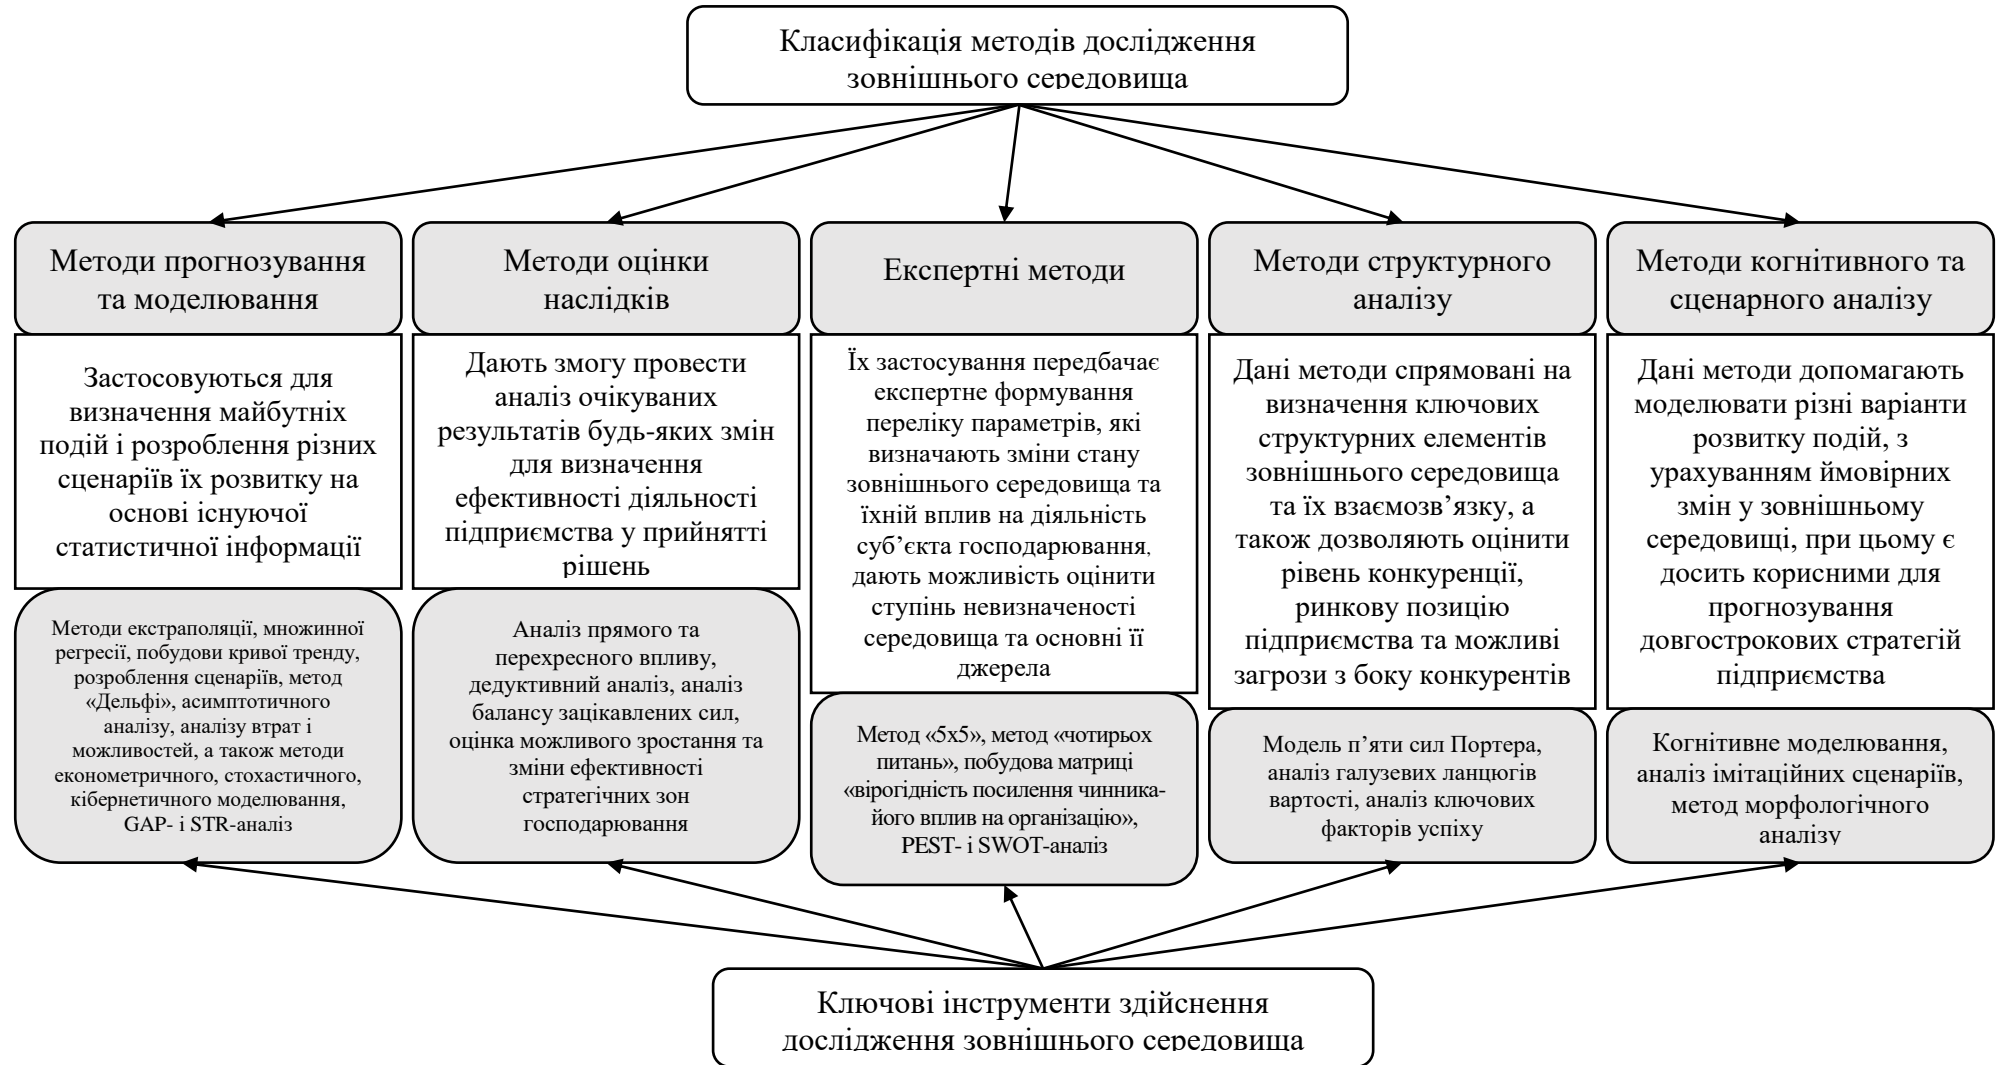 Класифікація методів дослідження
зовнішнього середовища
Методи прогнозування
та моделювання
Методи оцінки
наслідків
Експертні методи
Методи структурного
аналізу
Методи когнітивного та
сценарного аналізу
Застосовуються для
визначення майбутніх
подій і розроблення різних
сценаріїв їх розвитку на
основі існуючої
статистичної інформації
Дають змогу провести
аналіз очікуваних
результатів будь-яких змін
для визначення
ефективності діяльності
підприємства у прийнятті
рішень
Їх застосування передбачає
експертне формування
переліку параметрів, які
визначають зміни стану
зовнішнього середовища та
їхній вплив на діяльність
суб’єкта господарювання,
дають можливість оцінити
ступінь невизначеності
середовища та основні її
джерела
Дані методи спрямовані на
визначення ключових
структурних елементів
зовнішнього середовища
та їх взаємозв’язку, а
також дозволяють оцінити
рівень конкуренції,
ринкову позицію
підприємства та можливі
загрози з боку конкурентів
Дані методи допомагають
моделювати різні варіанти
розвитку подій, з
урахуванням ймовірних
змін у зовнішньому
середовищі, при цьому є
досить корисними для
прогнозування
довгострокових стратегій
підприємства
Методи екстраполяції, множинної
регресії, побудови кривої тренду,
розроблення сценаріїв, метод
«Дельфі», асимптотичного
аналізу, аналізу втрат і
можливостей, а також методи
економетричного, стохастичного,
кібернетичного моделювання,
GAP- і STR-аналіз
Аналіз прямого та
перехресного впливу,
дедуктивний аналіз, аналіз
балансу зацікавлених сил,
оцінка можливого зростання та
зміни ефективності
стратегічних зон
господарювання
Метод «5х5», метод «чотирьох
питань», побудова матриці
«вірогідність посилення чинника-
його вплив на організацію»,
PEST- і SWOT-аналіз
Модель п’яти сил Портера,
аналіз галузевих ланцюгів
вартості, аналіз ключових
факторів успіху
Когнітивне моделювання,
аналіз імітаційних сценаріїв,
метод морфологічного
аналізу
Ключові інструменти здійснення
дослідження зовнішнього середовища